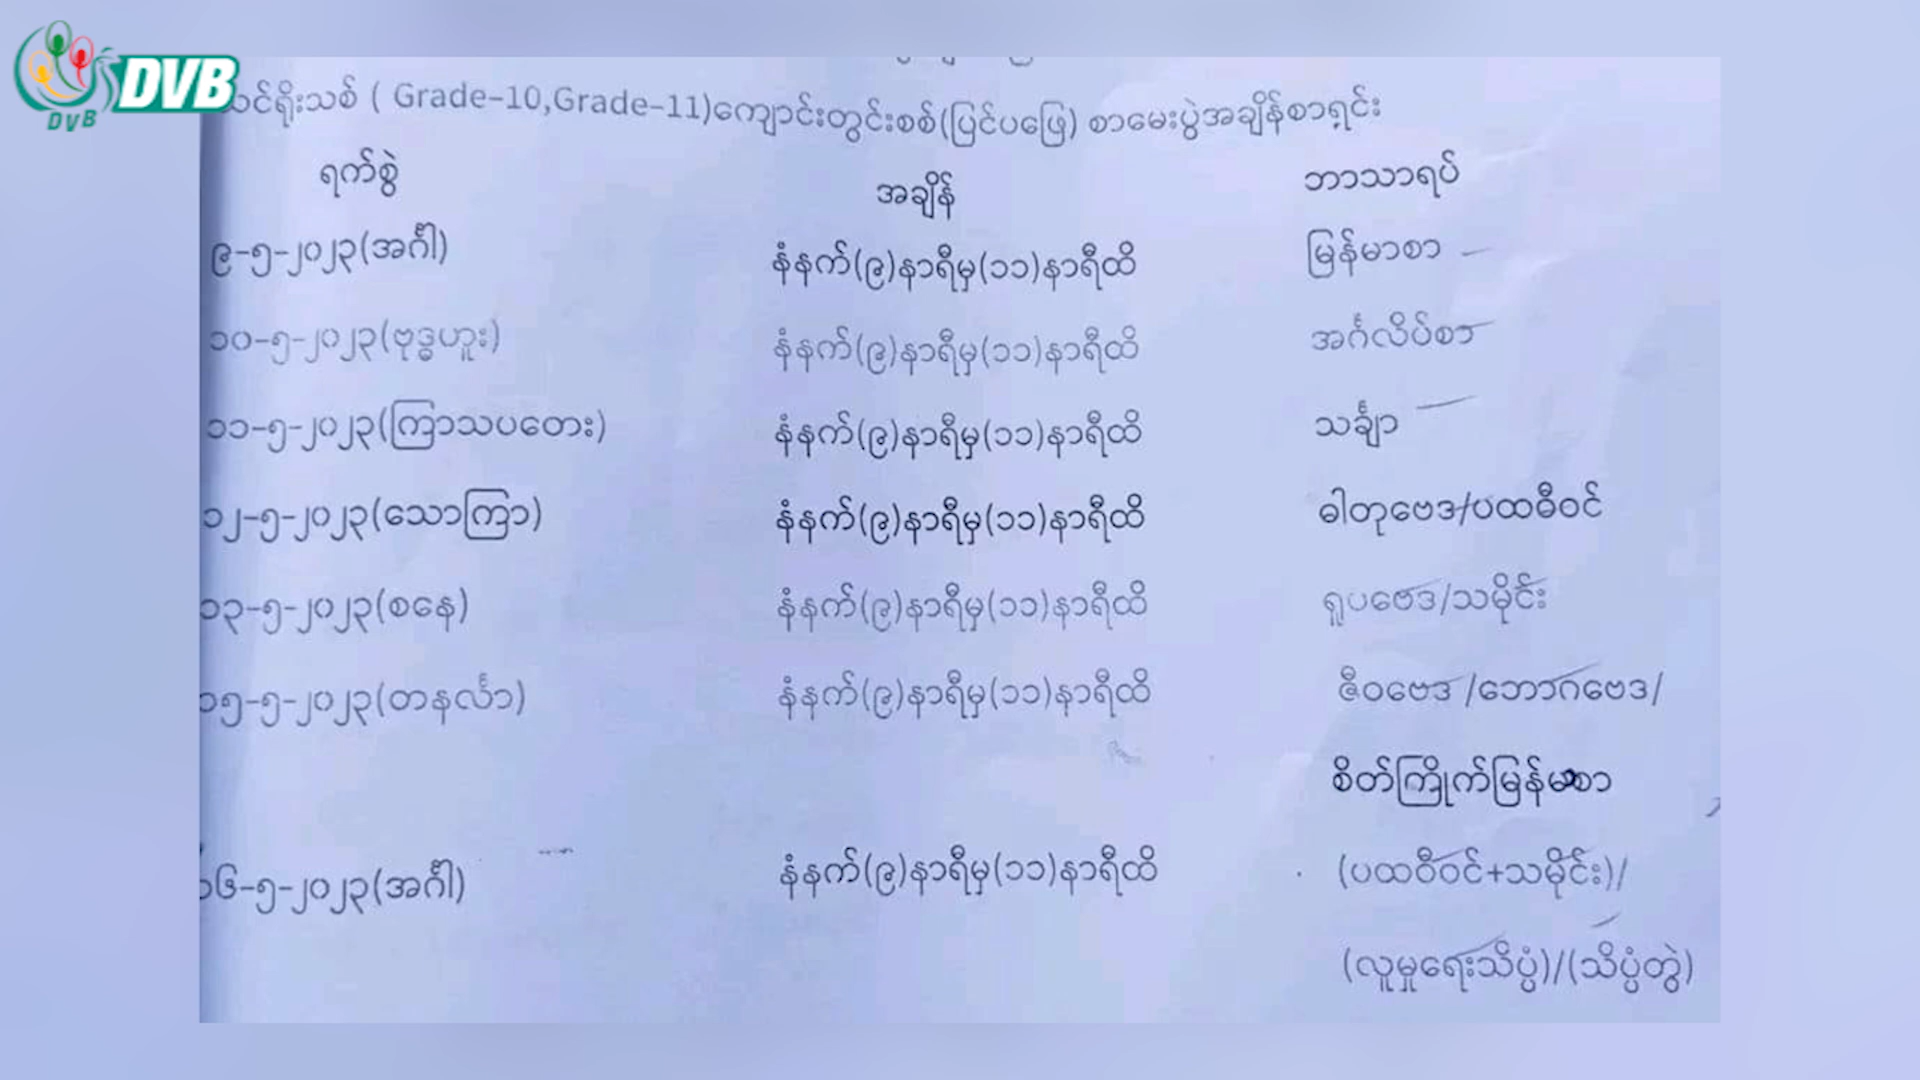 DVB
DVB
သင်ရိုးသစ် ( Grade-10,Grade-11)ကျောင်းတွင်းစစ်(ပြင်ပဖြေ) စာမေးပွဲအချိန်စာရှင်း
ရက်စွဲ အချိန် ဘာသာရပ်
၉-၅-၂၀၂၃(အင်္ဂါ) နံနက်(၉)နာရီမှ(၁၁)နာရီထိ မြန်မာစာ
၁၀-၅-၂၀၂၃(ဗုဒ္ဓဟူး) နံနက်(၉)နာရီမှ(၁၁)နာရီထိ အင်္ဂလိပ်စာ
၁၁-၅-၂၀၂၃(ကြာသပတေး) နံနက်(၉)နာရီမှ(၁၁)နာရီထိ သင်္ချာ
၁၂-၅-၂၀၂၃(သောကြာ) နံနက်(၉)နာရီမှ(၁၁)နာရီထိ ဓါတုဗေဒ/ပထဝီဝင်
၁၃-၅-၂၀၂၃(စနေ) နံနက်(၉)နာရီမှ(၁၁)နာရီထိ ရူပဗေဒ/သမိုင်း
၁၅-၅-၂၀၂၃(တနင်္လာ) နံနက်(၉)နာရီမှ(၁၁)နာရီထိ ဇီဝဗေဒ /ဘောဂဗေဒ/
စိတ်ကြိုက်မြန်မာစာ
၁၆-၅-၂၀၂၃(အင်္ဂါ) နံနက်(၉)နာရီမှ(၁၁)နာရီထိ (ပထဝီဝင်+သမိုင်း)/
(လူမှုရေးသိပ္ပံ)/(သိပ္ပံတွဲ)